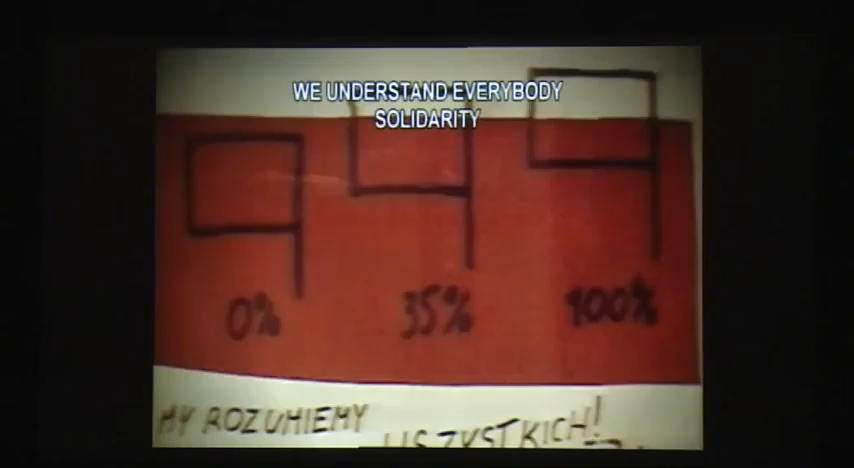 WE UNDERSTAND EVERYBODY
SOLIDARITY
0% 35% 100%
MY ROZUMIEMY
WSZYSTKICH!